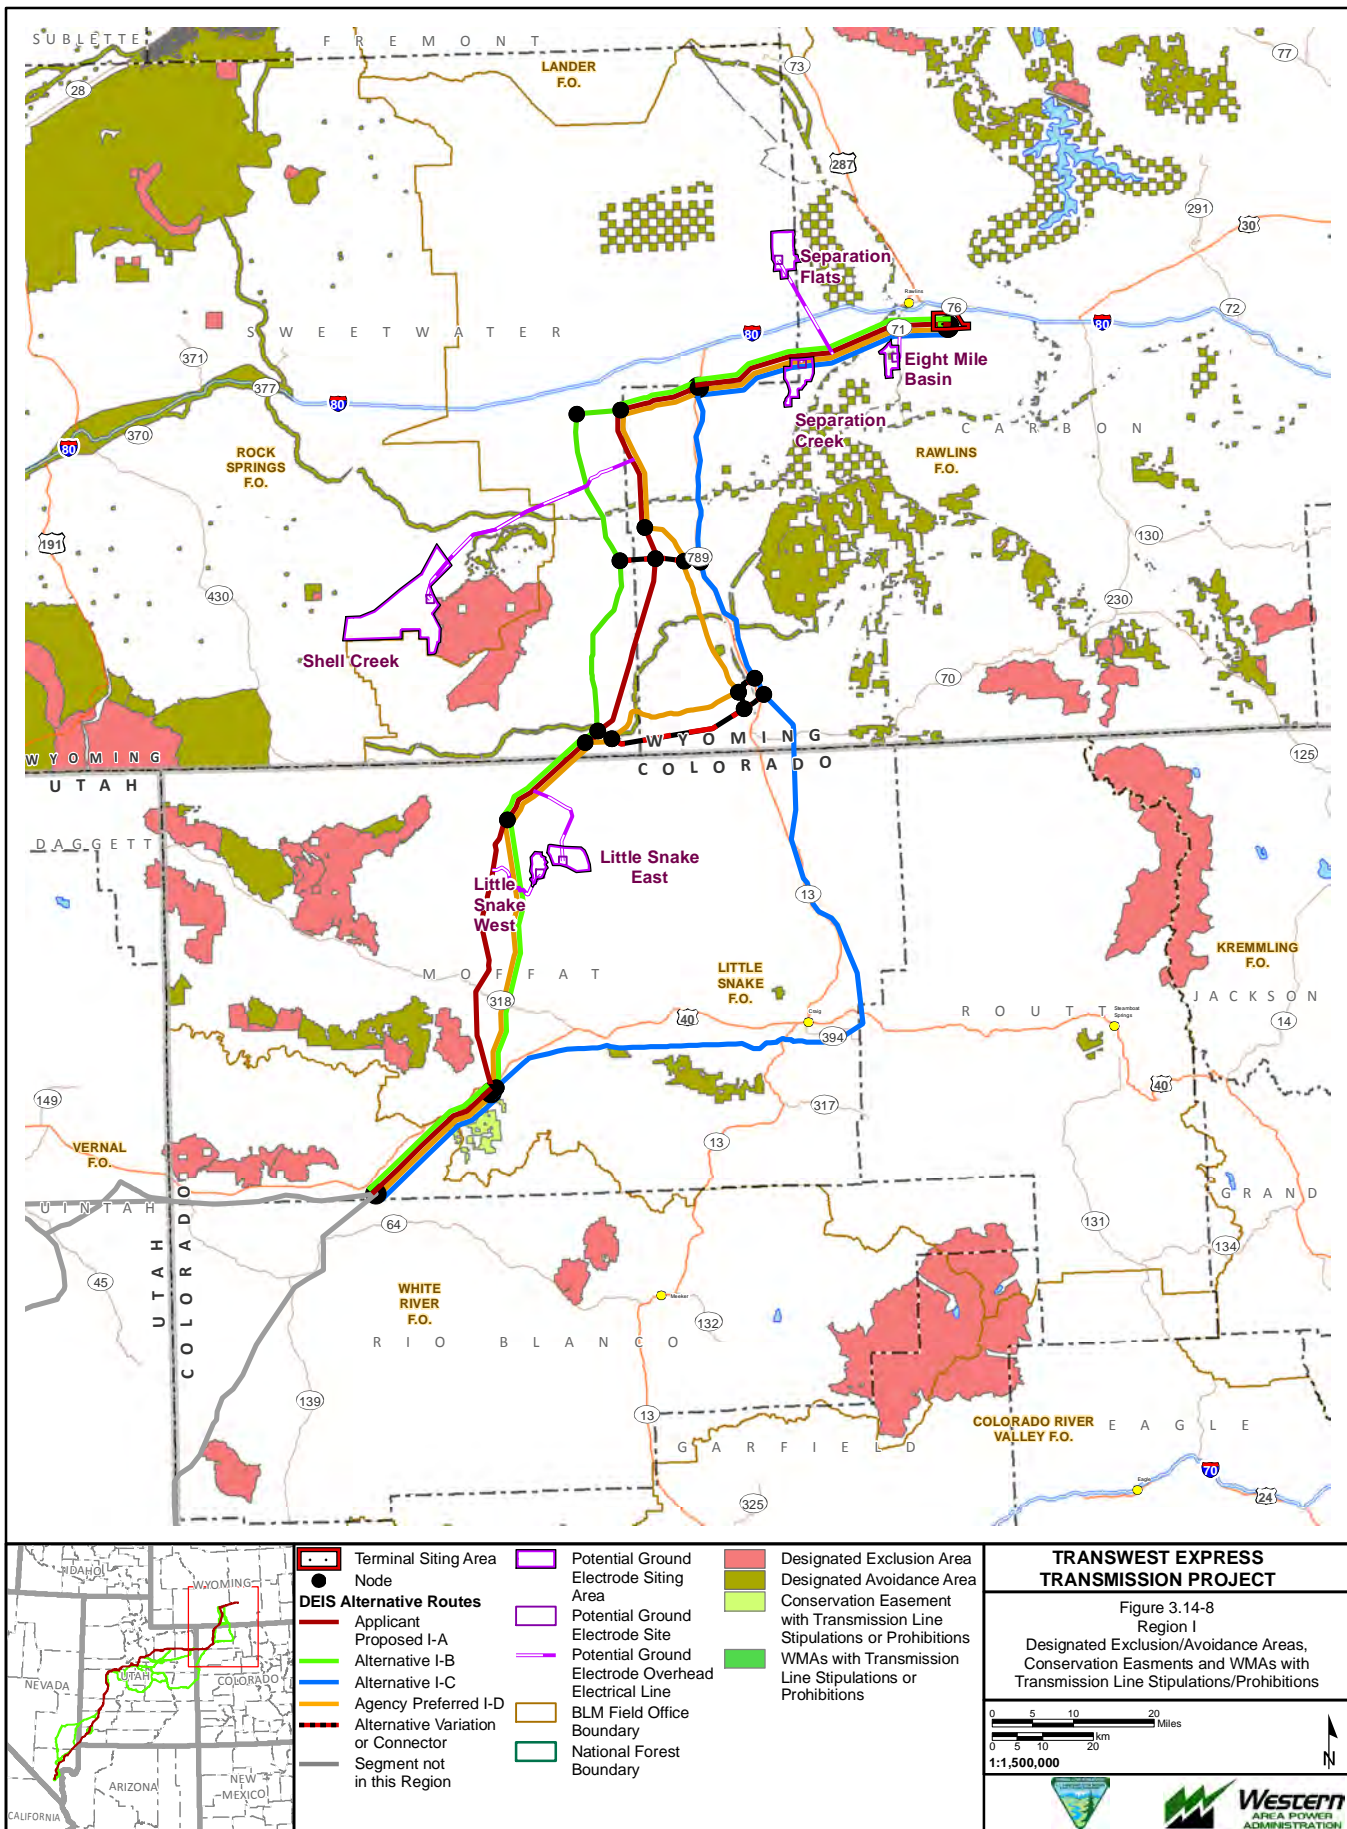 SUBLETTE
FREMONT
LANDER
F.O.
28
73
77
287
291
30
Separation
Flats
Rawlins
76
72
SWEETWATER
80
71
80
371
377
80
Eight Mile
Basin
370
80
Separation
Creek
CARBON
ROCK
SPRINGS
F.O.
RAWLINS
F.O.
191
130
789
430
230
Shell Creek
70
WYOMING
WYOMING
COLORADO
UTAH
125
DAGGETT
Little Snake
East
Little
Snake
West
13
MOFFAT
LITTLE
SNAKE
F.O.
KREMMLING
F.O.
JACKSON
318
40
Craig
394
ROUTT
Steamboat
Springs
14
40
149
317
VERNAL
F.O.
13
UINTAH
GRAND
64
131
134
UTAH
COLORADO
45
WHITE
RIVER
F.O.
Meeker
132
RIO BLANCO
139
13
COLORADO RIVER
VALLEY F.O.
EAGLE
GARFIELD
70
Eagle
24
325
IDAHO
WYOMING
NEVADA
UTAH
COLORADO
ARIZONA
NEW
MEXICO
CALIFORNIA
Terminal Siting Area
Node
DEIS Alternative Routes
Applicant
Proposed I-A
Alternative I-B
Alternative I-C
Agency Preferred I-D
Alternative Variation
or Connector
Segment not
in this Region
Potential Ground
Electrode Siting
Area
Potential Ground
Electrode Site
Potential Ground
Electrode Overhead
Electrical Line
BLM Field Office
Boundary
National Forest
Boundary
Designated Exclusion Area
Designated Avoidance Area
Conservation Easement
with Transmission Line
Stipulations or Prohibitions
WMAs with Transmission
Line Stipulations or
Prohibitions
TRANSWEST EXPRESS
TRANSMISSION PROJECT
Figure 3.14-8
Region I
Designated Exclusion/Avoidance Areas,
Conservation Easments and WMAs with
Transmission Line Stipulations/Prohibitions
0 5 10 20
Miles
km
0 5 10 20
1:1,500,000
N
Western
AREA POWER
ADMINISTRATION